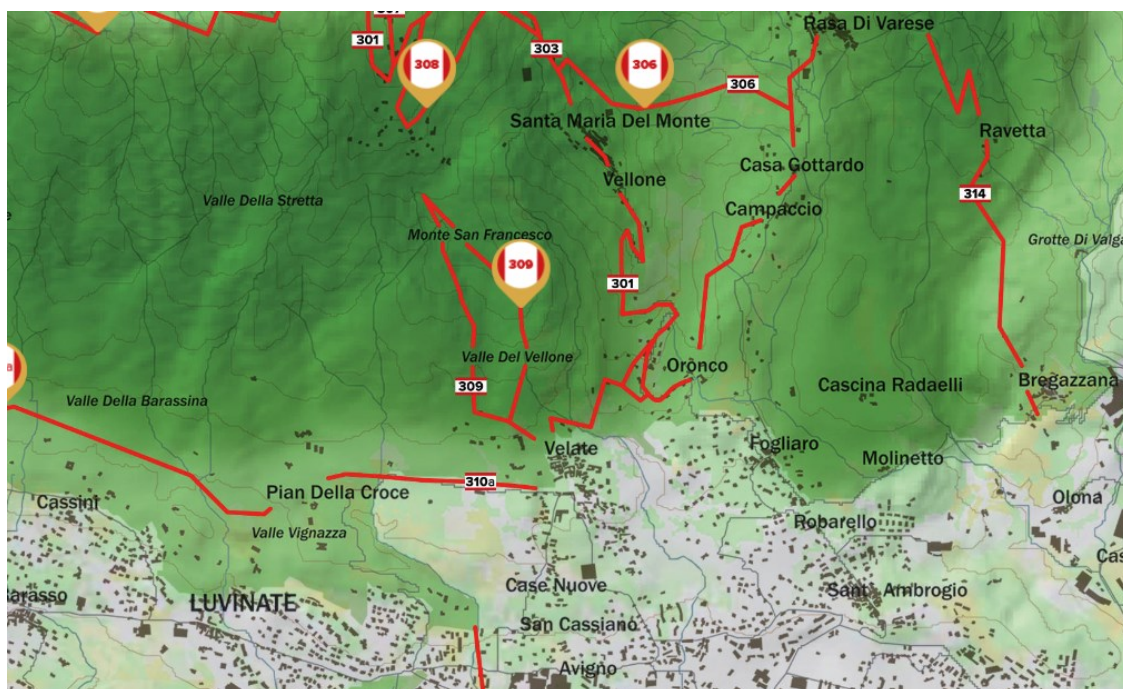 Rasa Di Varese
301
303
308
306
306
Santa Maria Del Monte
Ravetta
Casa Gottardo
Vellone
Valle Della Stretta
314
Campaccio
Monte San Francesco
Grotte Di Valga
309
301
Valle Del Vellone
Oronco
309
Cascina Radaelli
Bregazzana
Valle Della Barassina
Velate
Fogliaro
Molinetto
310a
Pian Della Croce
Cassini
Olona
Robarello
Valle Vignazza
Case Nuove
Sant Ambrogio
LUVINATE
San Cassiano
Avigno